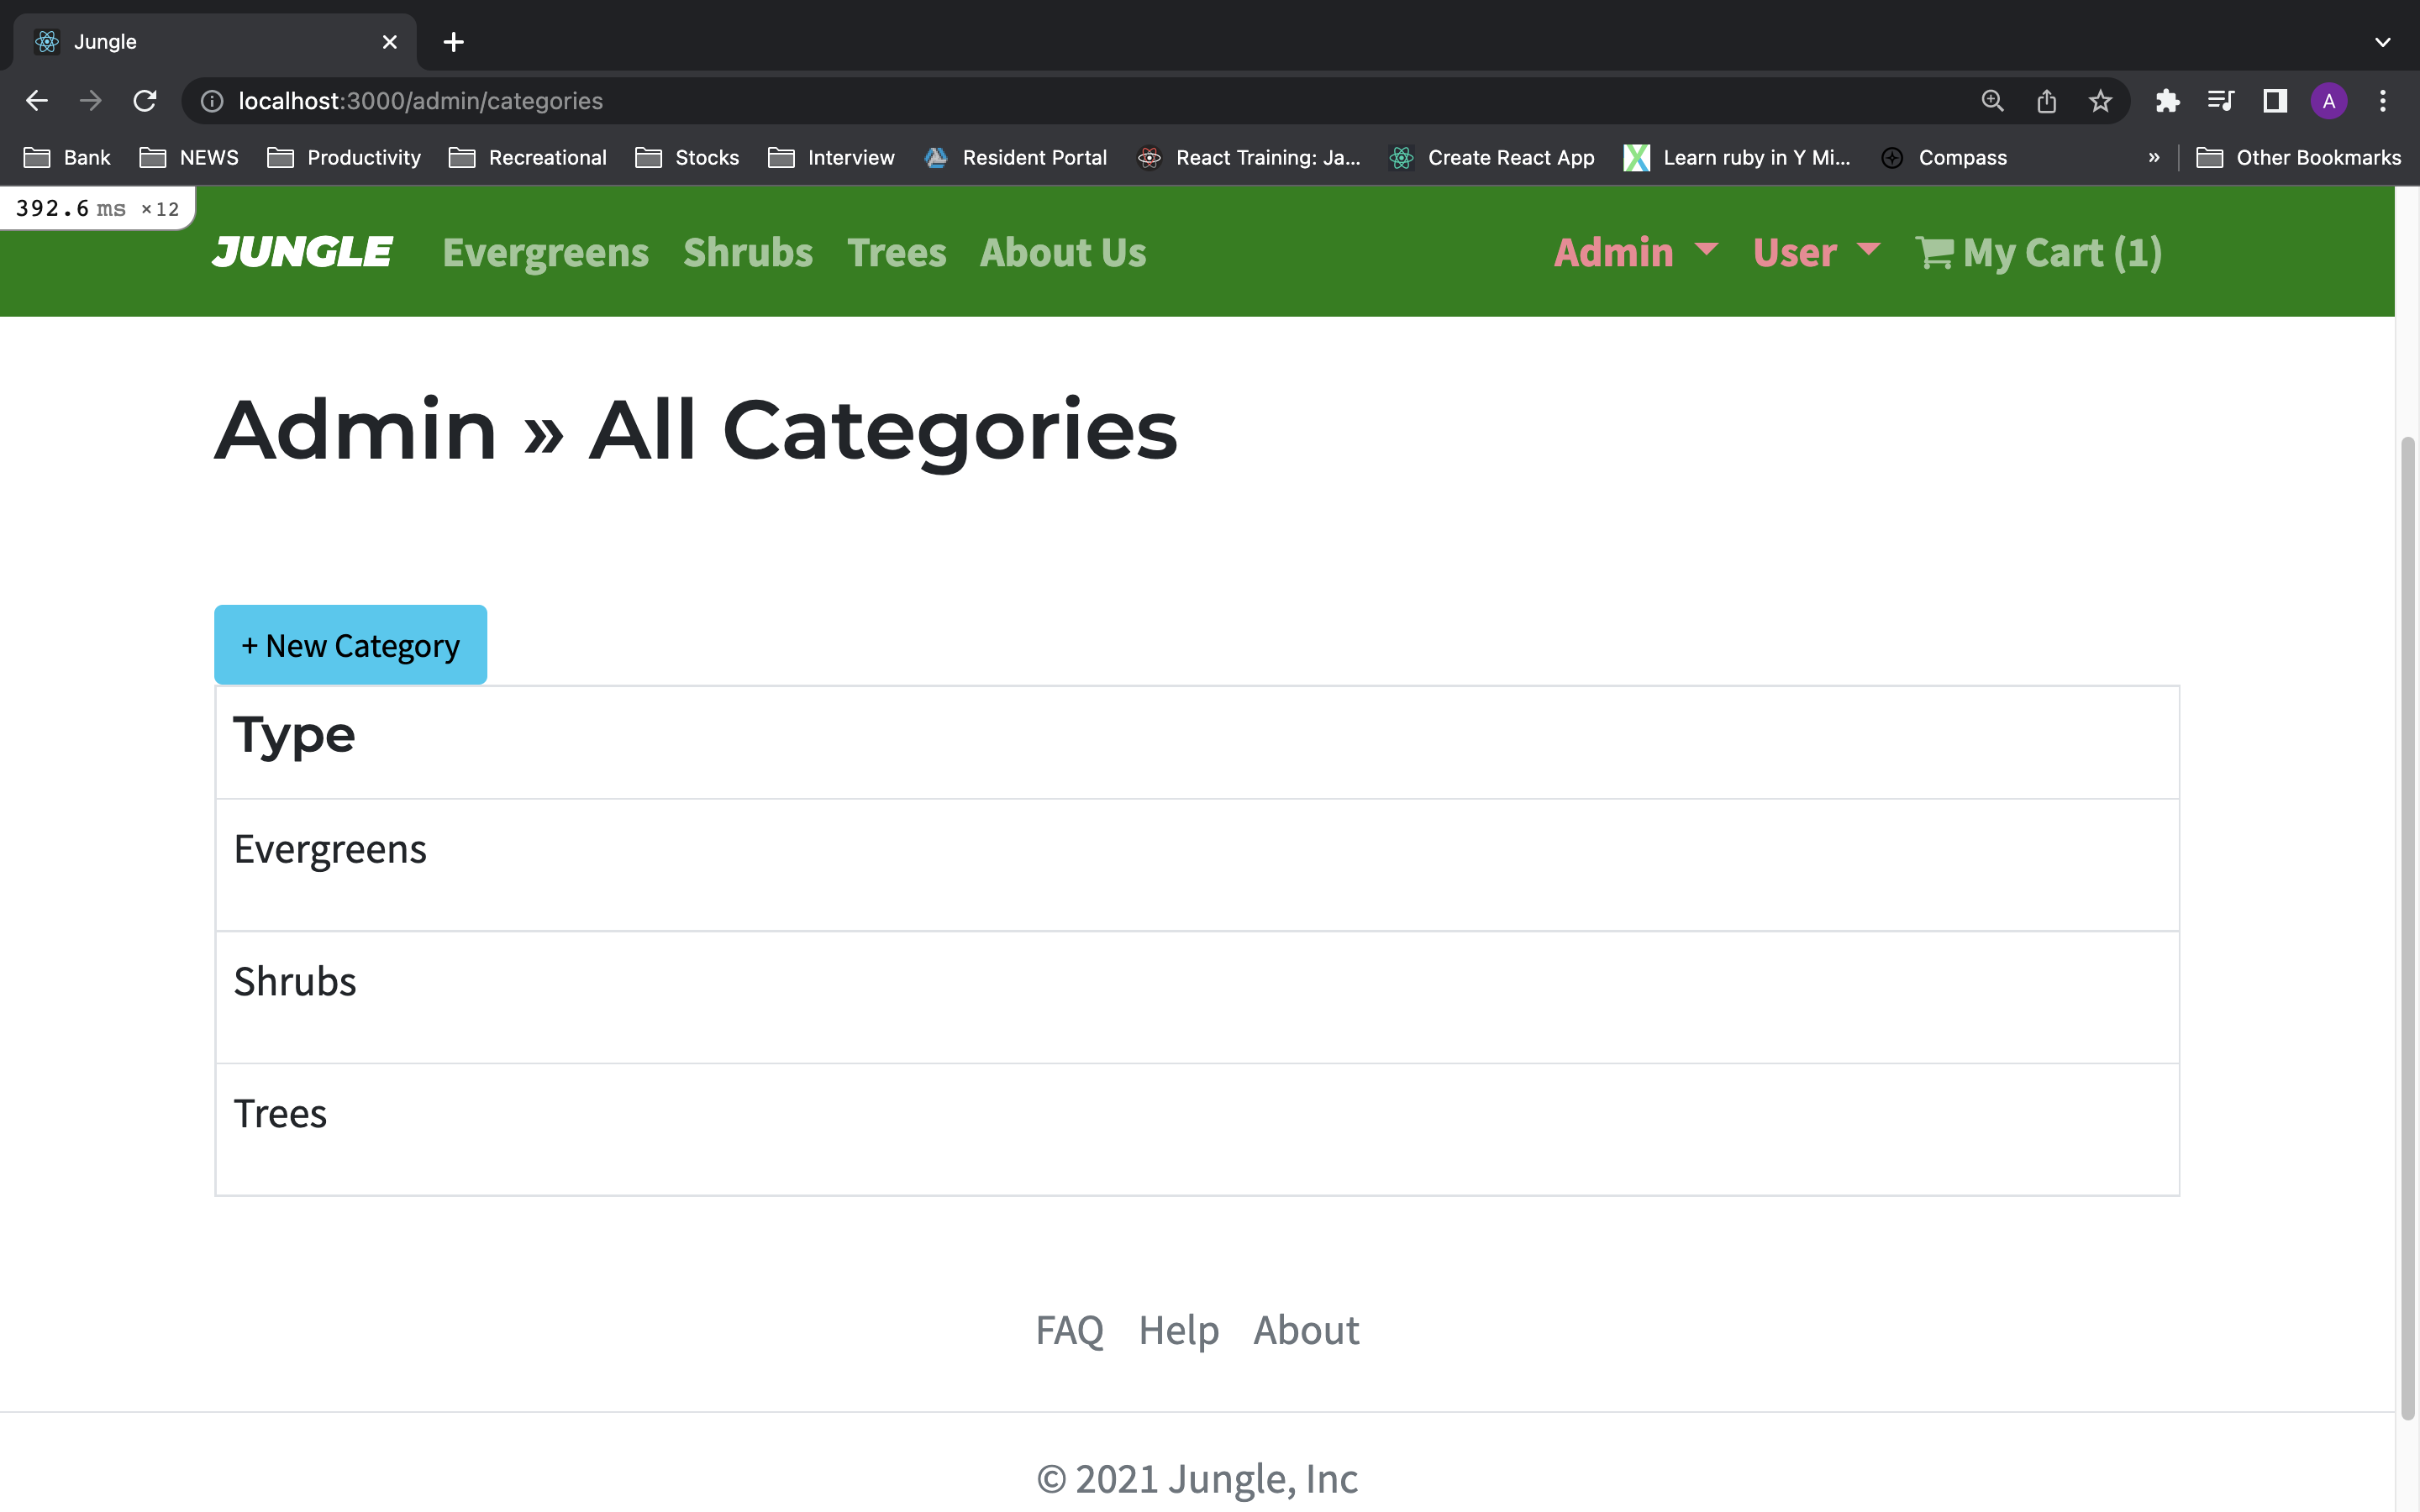 Jungle
localhost:3000/admin/categories
A
Bank NEWS Productivity Recreational Stocks Interview Resident Portal React Training: Ja... Create React App Learn ruby in Y Mi... Compass » Other Bookmarks
392.6 ms ×12
JUNGLE Evergreens Shrubs Trees About Us Admin User My Cart (1)
Admin » All Categories
+ New Category
Type
Evergreens
Shrubs
Trees
FAQ Help About
© 2021 Jungle, Inc